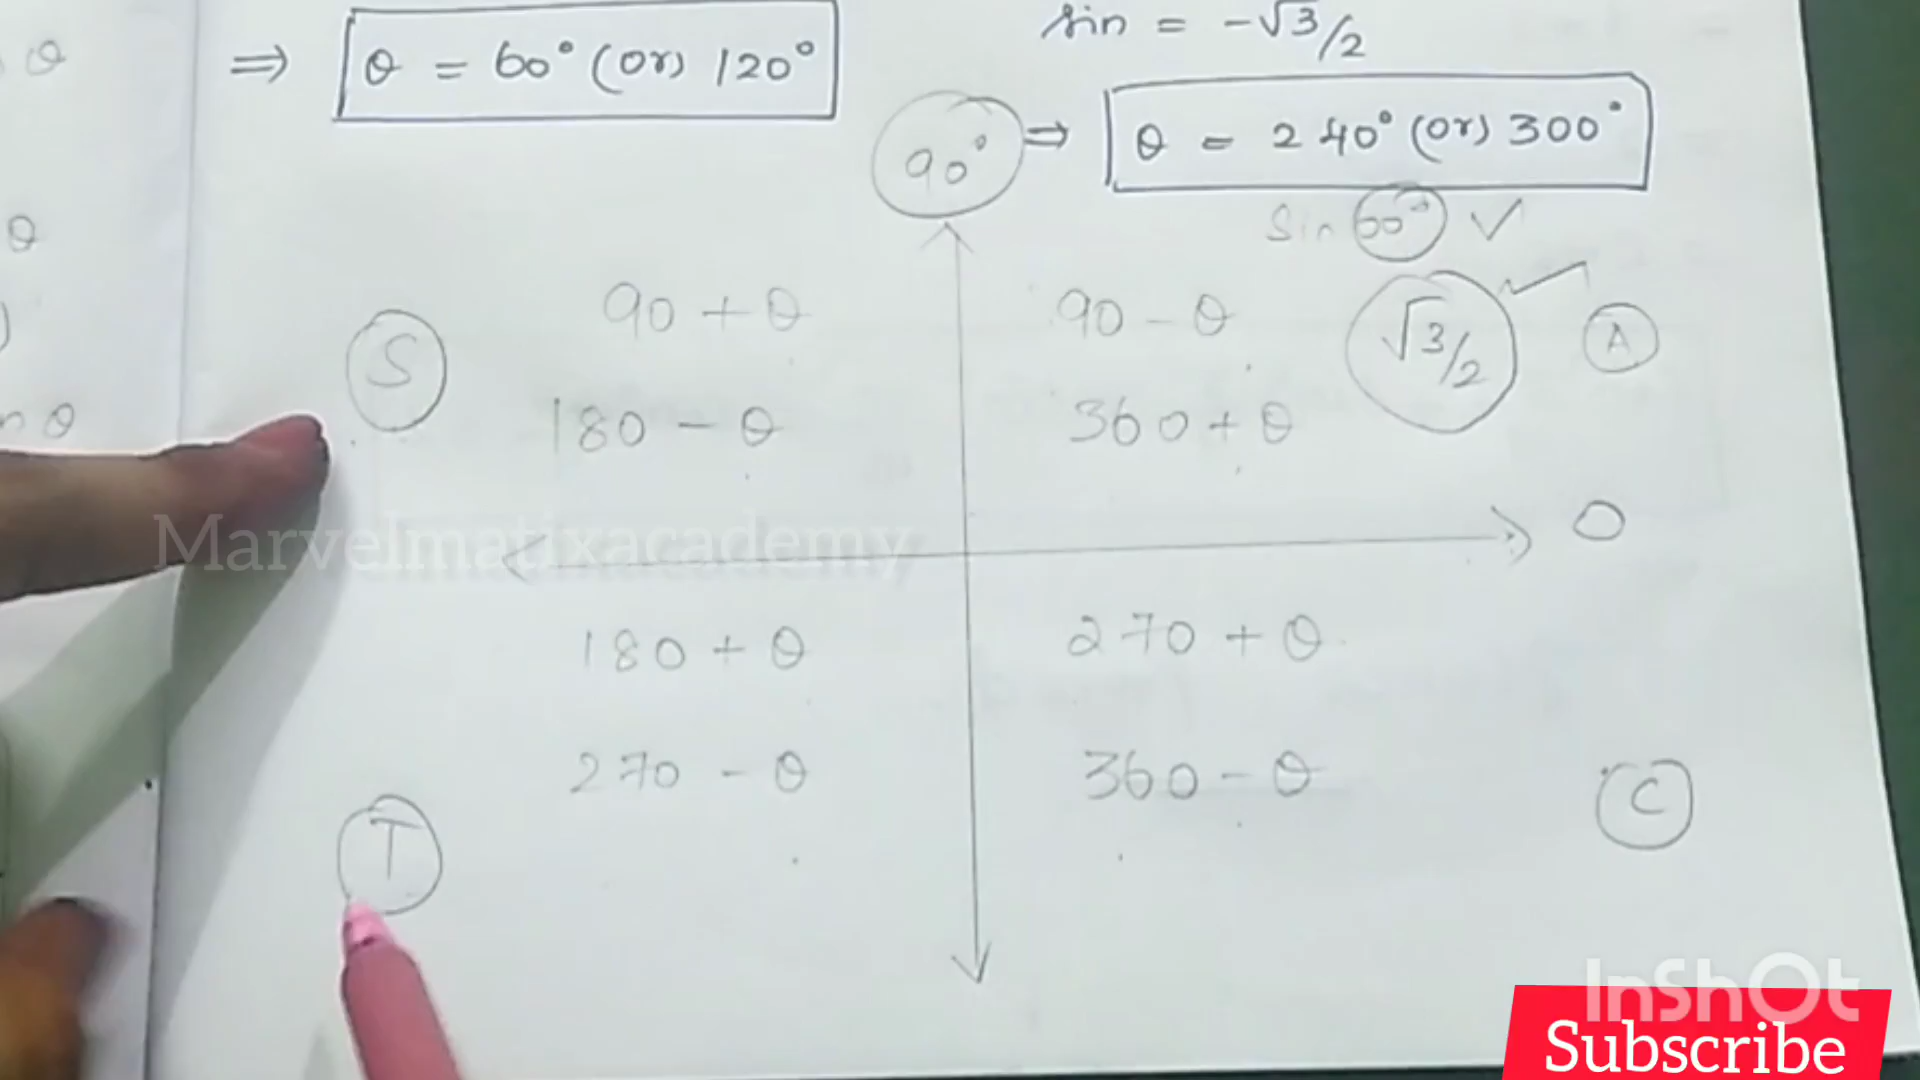 θ
⇒ θ = 60° (or) 120°
sin = -√3/2
90°
⇒ θ = 240° (or) 300°
Sin 60° ✓
θ
90 + θ
90 - θ
√3/2 ✓
A
S
)
180 - θ
360 + θ
n θ
Marvelmatixacademy
0
180 + θ
270 + θ
270 - θ
360 - θ
C
T
InShOt
Subscribe